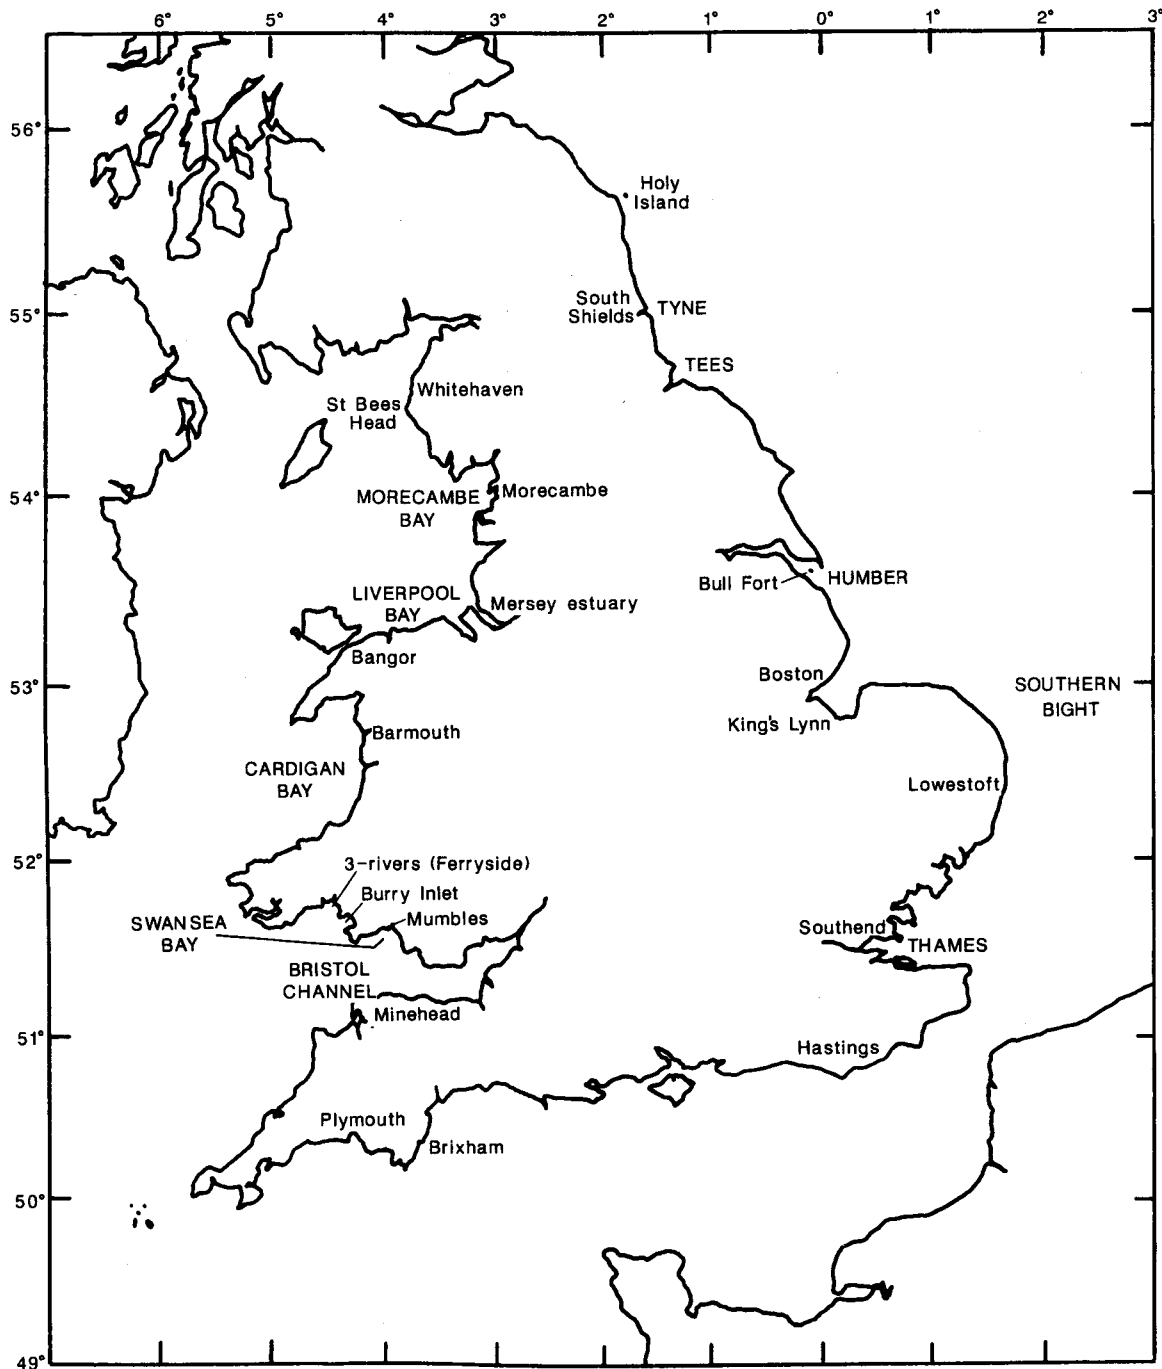 6° 5° 4° 3° 2° 1° 0° 1° 2° 3°
56°
Holy
Island
55°
South
Shields
TYNE
TEES
Whitehaven
St Bees
Head
54°
MORECAMBE
BAY
Morecambe
Bull Fort
HUMBER
LIVERPOOL
BAY
Mersey estuary
Bangor
Boston
53°
SOUTHERN
BIGHT
King's Lynn
Barmouth
CARDIGAN
BAY
Lowestoft
52°
3-rivers (Ferryside)
Burry Inlet
Mumbles
SWANSEA
BAY
Southend
THAMES
BRISTOL
CHANNEL
Minehead
51°
Hastings
Plymouth
Brixham
50°
49°